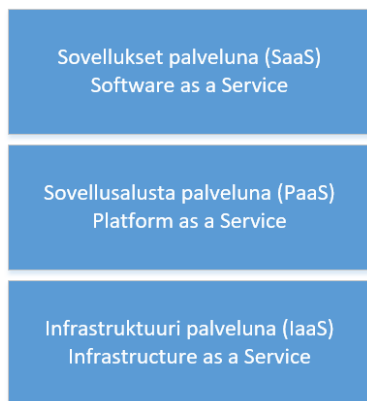 Sovellukset palveluna (SaaS)
Software as a Service
Sovellusalusta palveluna (PaaS)
Platform as a Service
Infrastruktuuri palveluna (IaaS)
Infrastructure as a Service